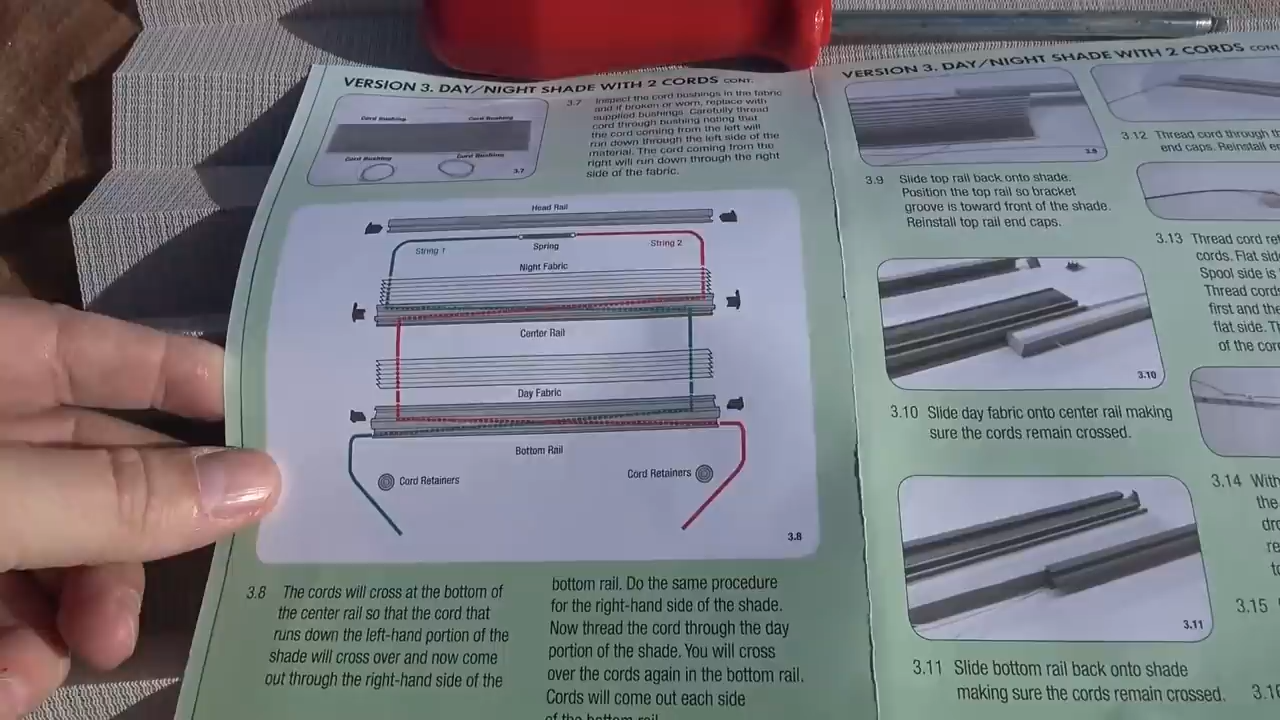 VERSION 3. DAY/NIGHT SHADE WITH 2 CORDS CONT.
Cord Bushing
Cord Bushing
Cord Bushing
Cord Bushing
3.7
3.7 Inspect the cord bushings in the fabric
and if broken or worn, replace with
supplied bushings. Carefully thread
cord through bushing noting that
the cord coming from the left will
run down through the left side of the
material. The cord coming from the
right will run down through the right
side of the fabric.
Head Rail
String 1
Spring
String 2
Night Fabric
Center Rail
Day Fabric
Bottom Rail
Cord Retainers
Cord Retainers
3.8
3.8 The cords will cross at the bottom of
the center rail so that the cord that
runs down the left-hand portion of the
shade will cross over and now come
out through the right-hand side of the
bottom rail. Do the same procedure
for the right-hand side of the shade.
Now thread the cord through the day
portion of the shade. You will cross
over the cords again in the bottom rail.
Cords will come out each side
of the bottom rail
VERSION 3. DAY/NIGHT SHADE WITH 2 CORDS CONT
3.9
3.9 Slide top rail back onto shade.
Position the top rail so bracket
groove is toward front of the shade.
Reinstall top rail end caps.
3.10
3.10 Slide day fabric onto center rail making
sure the cords remain crossed.
3.11
3.11 Slide bottom rail back onto shade
making sure the cords remain crossed.
3.12 Thread cord through
end caps. Reinstall
3.13 Thread cord
cords. Flat
Spool side is
Thread cords
first and
flat side.
of the
3.14 With
the
3.15